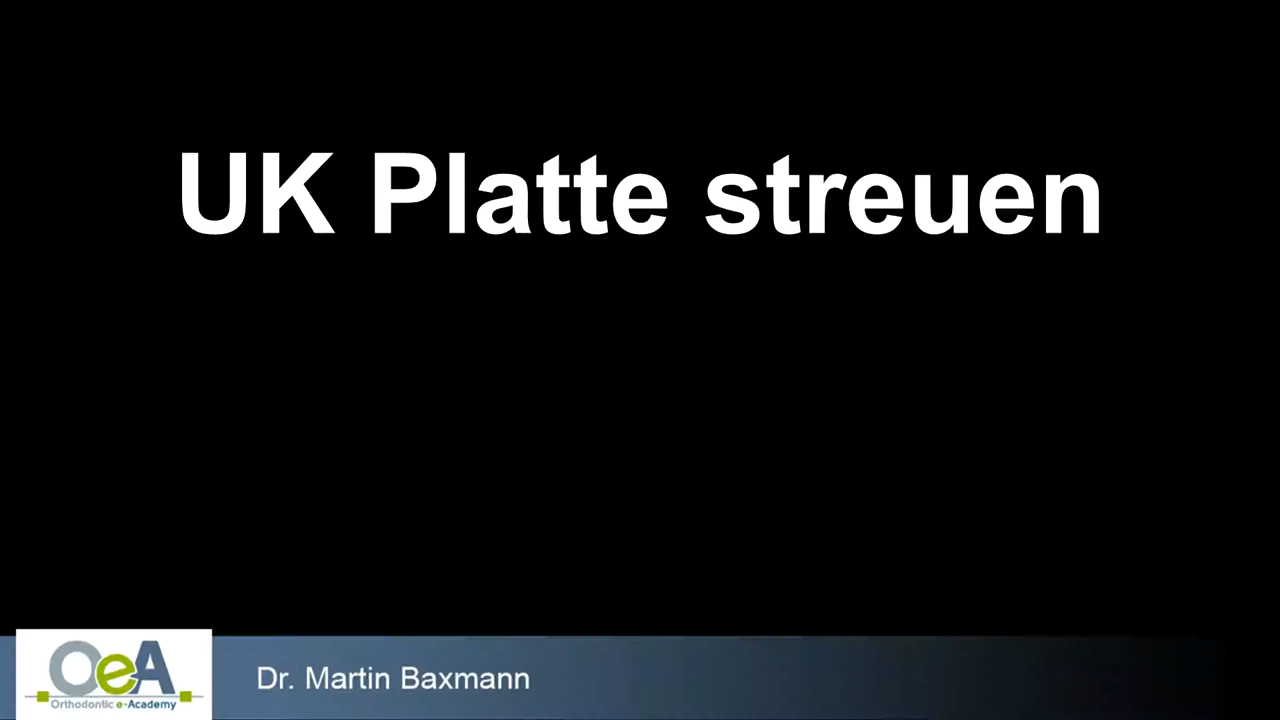 UK Platte streuen
OeA
Orthodontic e-Academy
Dr. Martin Baxmann